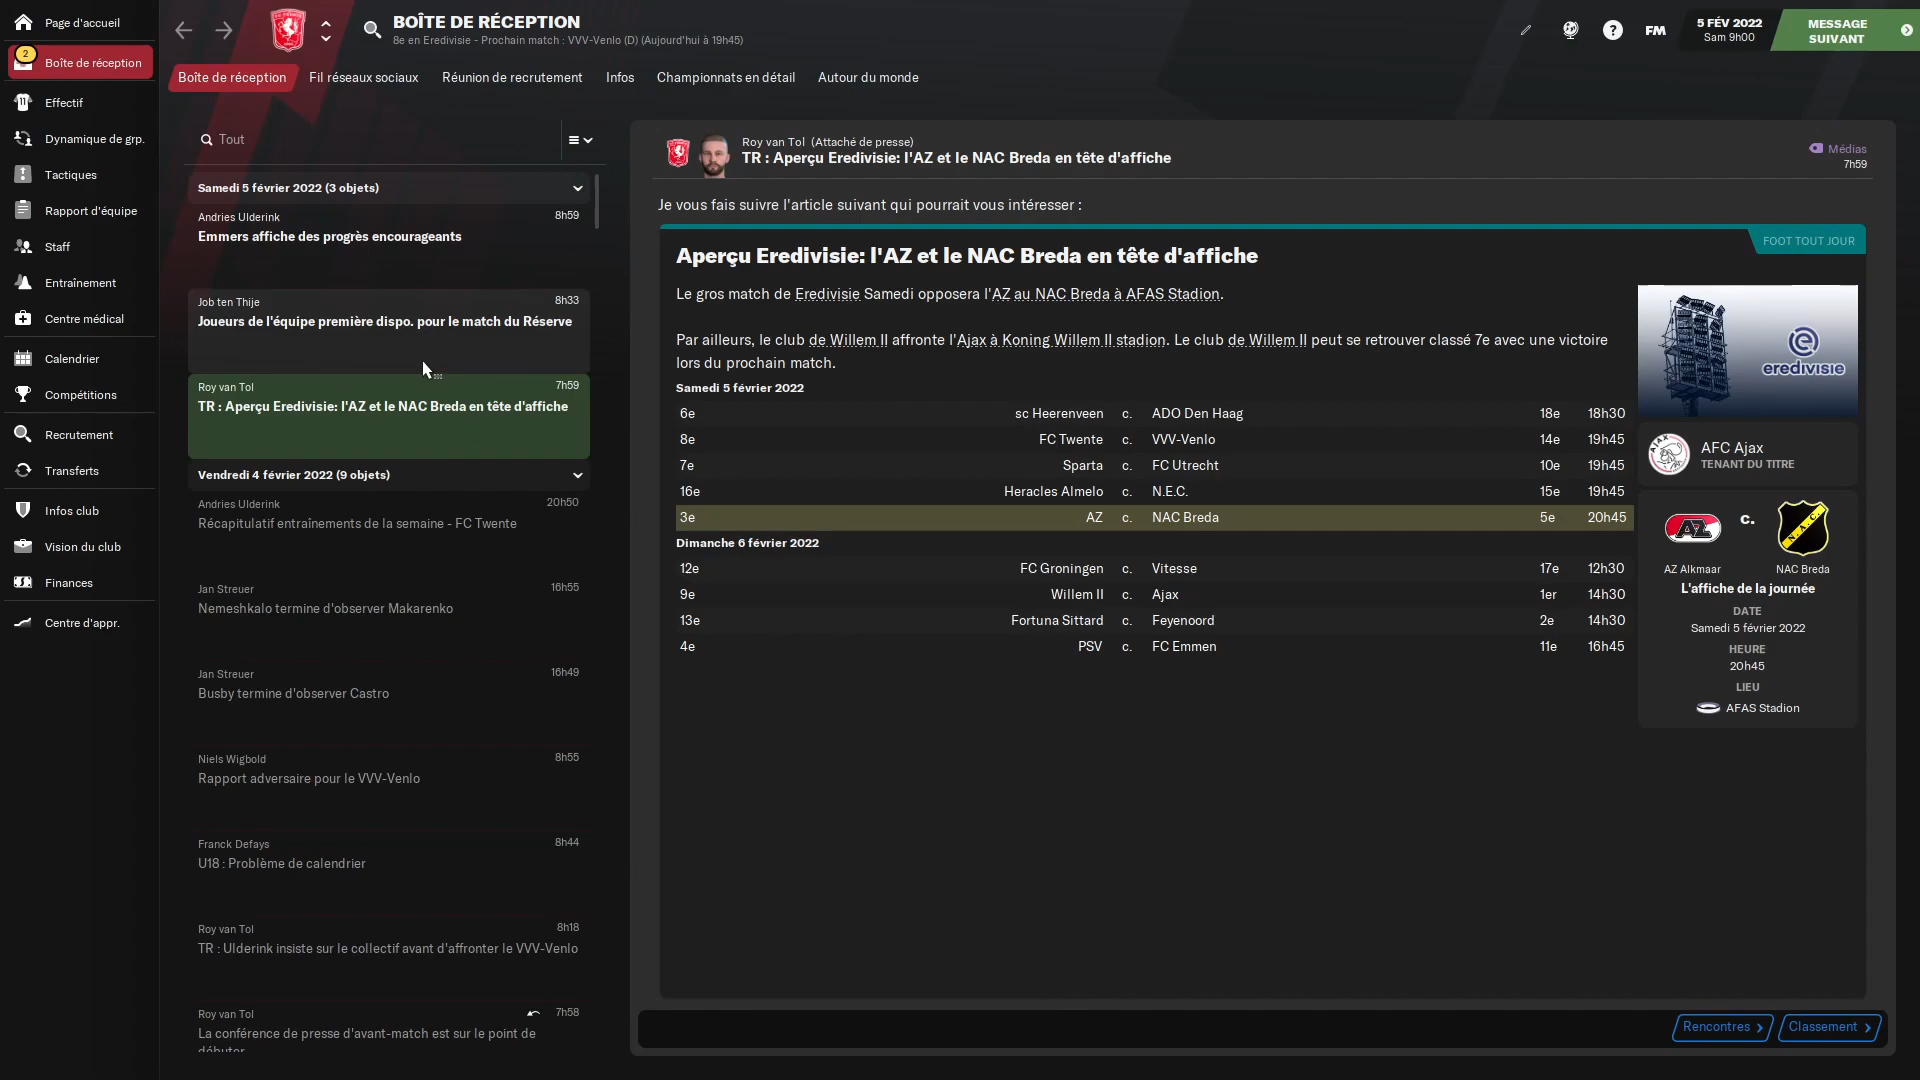 Page d'accueil
2
Boîte de réception
Effectif
Dynamique de grp.
Tactiques
Rapport d'équipe
Staff
Entraînement
Centre médical
Calendrier
Compétitions
Recrutement
Transferts
Infos club
Vision du club
Finances
Centre d'appr.
BOÎTE DE RÉCEPTION
8e en Eredivisie - Prochain match : VVV-Venlo (D) (Aujourd'hui à 19h45)
FM
5 FÉV 2022
Sam 9h00
MESSAGE
SUIVANT
Boîte de réception Fil réseaux sociaux Réunion de recrutement Infos Championnats en détail Autour du monde
Tout
Samedi 5 février 2022 (3 objets)
Andries Ulderink 8h59
Emmers affiche des progrès encourageants
Job ten Thije 8h33
Joueurs de l'équipe première dispo. pour le match du Réserve
Roy van Tol 7h59
TR : Aperçu Eredivisie: l'AZ et le NAC Breda en tête d'affiche
Vendredi 4 février 2022 (9 objets)
Andries Ulderink 20h50
Récapitulatif entraînements de la semaine - FC Twente
Jan Streuer 16h55
Nemeshkalo termine d'observer Makarenko
Jan Streuer 16h49
Busby termine d'observer Castro
Niels Wigbold 8h55
Rapport adversaire pour le VVV-Venlo
Franck Defays 8h44
U18 : Problème de calendrier
Roy van Tol 8h18
TR : Ulderink insiste sur le collectif avant d'affronter le VVV-Venlo
Roy van Tol 7h58
La conférence de presse d'avant-match est sur le point de
débuter
Roy van Tol (Attaché de presse)
TR : Aperçu Eredivisie: l'AZ et le NAC Breda en tête d'affiche
Médias
7h59
Je vous fais suivre l'article suivant qui pourrait vous intéresser :
FOOT TOUT JOUR
Aperçu Eredivisie: l'AZ et le NAC Breda en tête d'affiche
Le gros match de Eredivisie Samedi opposera l'AZ au NAC Breda à AFAS Stadion.
Par ailleurs, le club de Willem II affronte l'Ajax à Koning Willem II stadion. Le club de Willem II peut se retrouver classé 7e avec une victoire
lors du prochain match.
Samedi 5 février 2022
6e sc Heerenveen c. ADO Den Haag 18e 18h30
8e FC Twente c. VVV-Venlo 14e 19h45
7e Sparta c. FC Utrecht 10e 19h45
16e Heracles Almelo c. N.E.C. 15e 19h45
3e AZ c. NAC Breda 5e 20h45
Dimanche 6 février 2022
12e FC Groningen c. Vitesse 17e 12h30
9e Willem II c. Ajax 1er 14h30
13e Fortuna Sittard c. Feyenoord 2e 14h30
4e PSV c. FC Emmen 11e 16h45
eredivisie
AFC Ajax
TENANT DU TITRE
c.
AZ Alkmaar NAC Breda
L'affiche de la journée
DATE
Samedi 5 février 2022
HEURE
20h45
LIEU
AFAS Stadion
Rencontres Classement